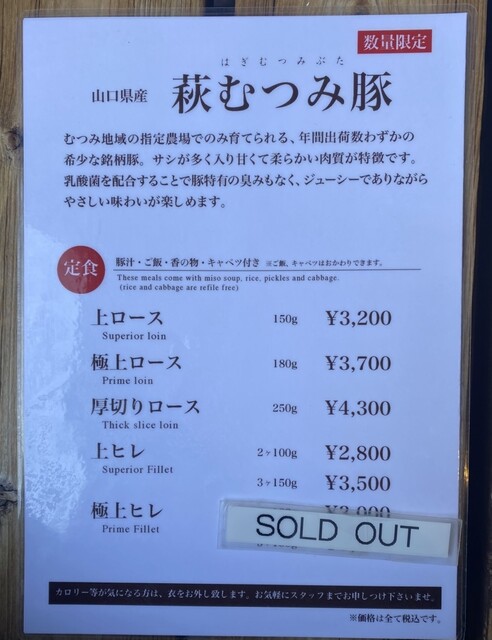 数量限定
はぎむつみぶた
山口県産 萩むつみ豚
むつみ地域の指定農場でのみ育てられる、年間出荷数わずかの
希少な銘柄豚。サシが多く入り甘くて柔らかい肉質が特徴です。
乳酸菌を配合することで豚特有の臭みもなく、ジューシーでありながら
やさしい味わいが楽しめます。
定食 豚汁・ご飯・香の物・キャベツ付き ※ご飯、キャベツはおかわりできます。
These meals come with miso soup, rice, pickles and cabbage.
(rice and cabbage are refile free)
上ロース 150g ¥3,200
Superior loin
極上ロース 180g ¥3,700
Prime loin
厚切りロース 250g ¥4,300
Thick slice loin
上ヒレ 2ヶ100g ¥2,800
Superior Fillet
3ヶ150g ¥3,500
極上ヒレ
Prime Fillet
SOLD OUT
カロリー等が気になる方は、衣をお外し致します。お気軽にスタッフまでお申しつけ下さいませ。
※価格は全て税込です。